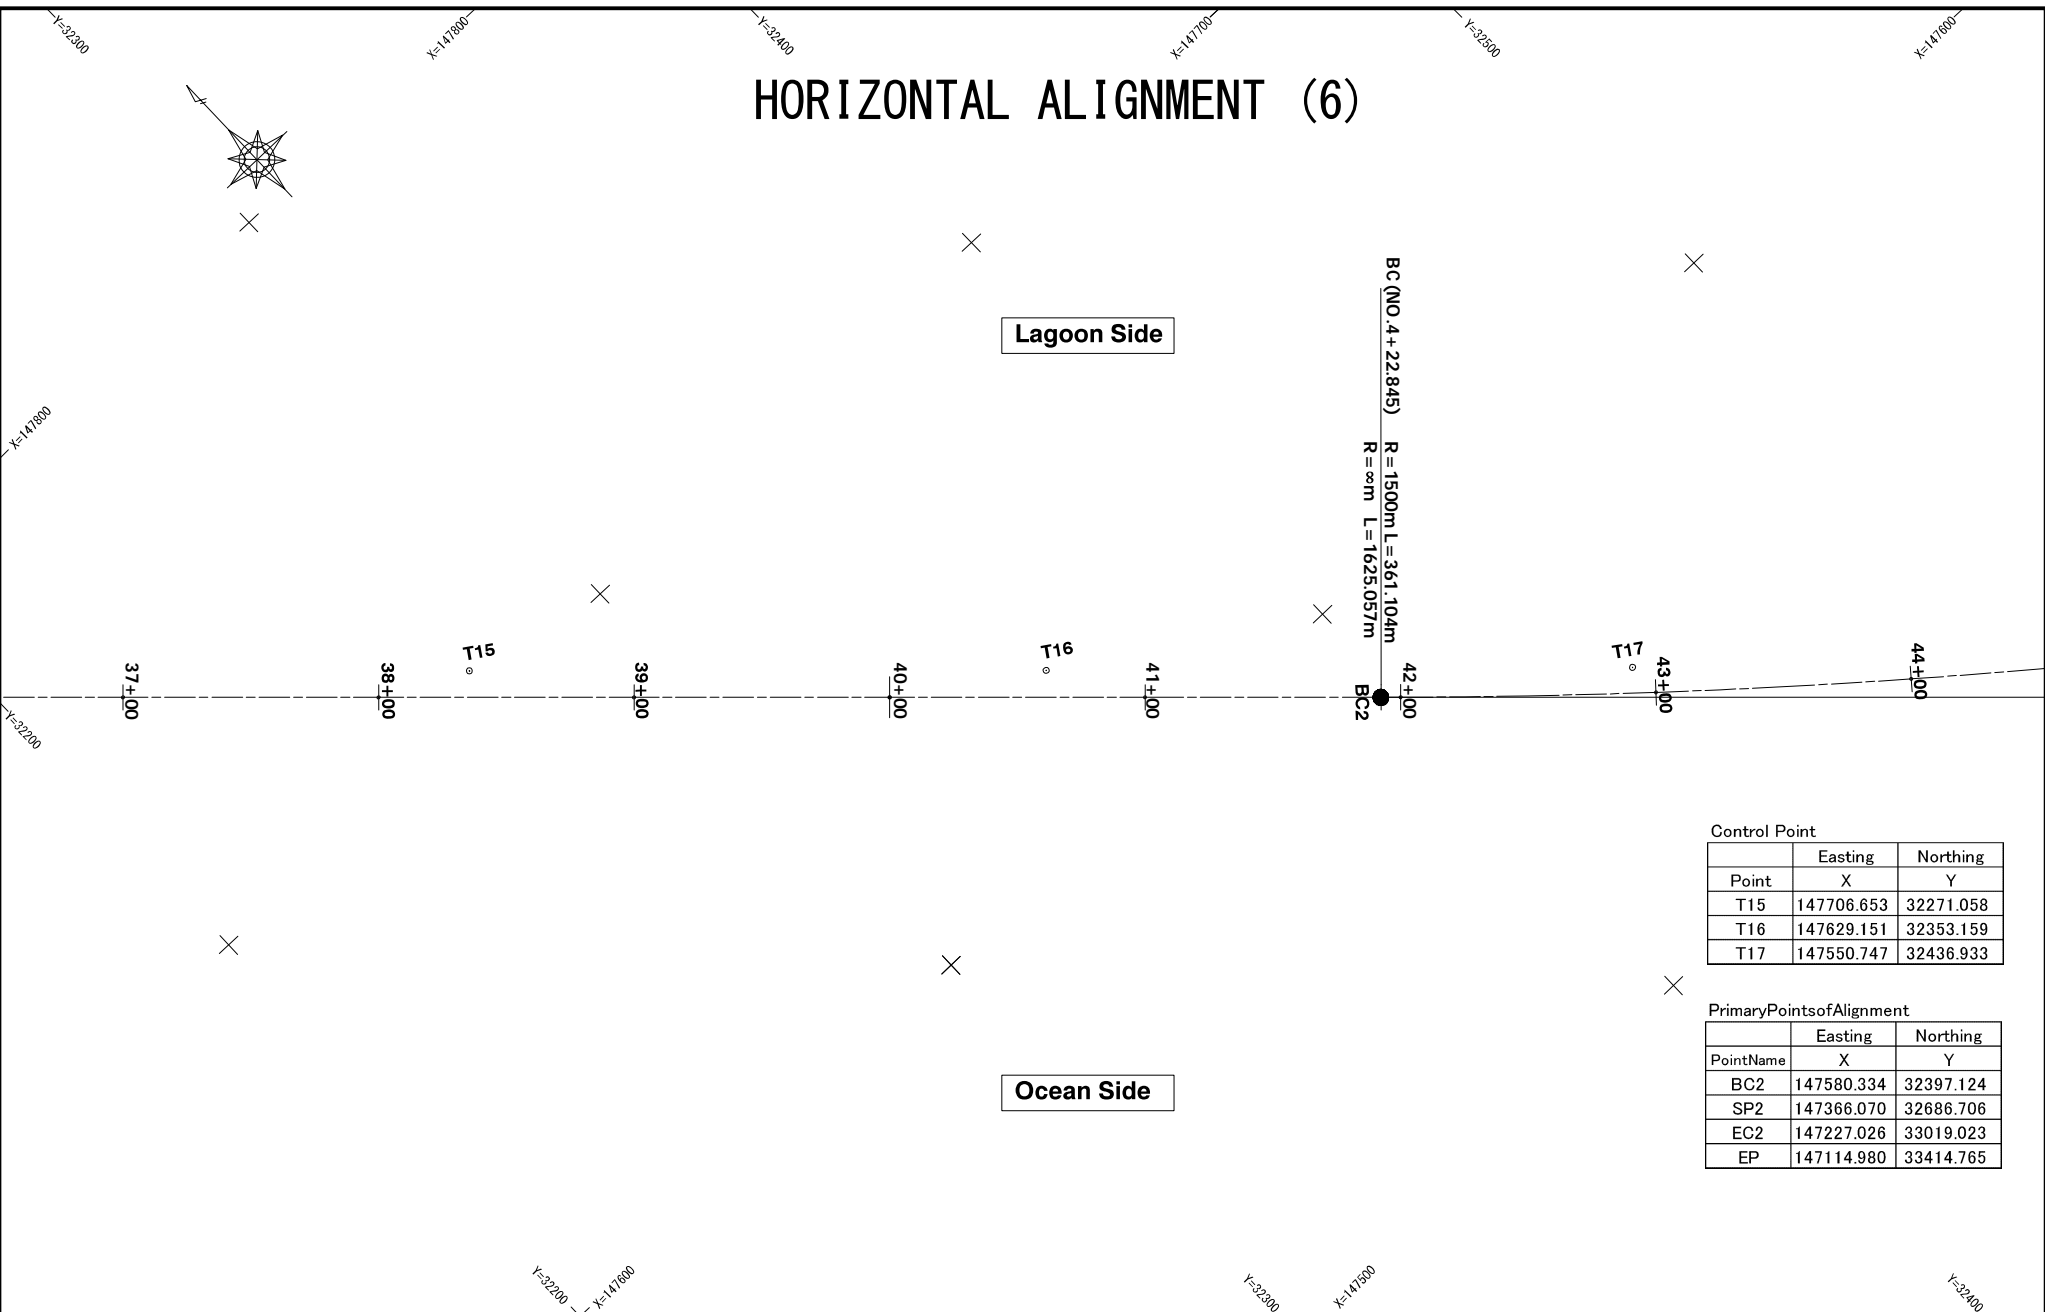 Y=32300
X=147800
Y=32400
X=147700
Y=32500
X=147600
HORIZONTAL ALIGNMENT (6)
BC (NO.4+22.845) R=1500m L=361.104m
R=∞m L=1625.057m
Lagoon Side
X=147800
T15
T16
T17
37+00
38+00
39+00
40+00
41+00
BC2
42+00
43+00
44+00
Y=32200
Control Point
Easting Northing
Point X Y
T15 147706.653 32271.058
T16 147629.151 32353.159
T17 147550.747 32436.933
PrimaryPointsofAlignment
Easting Northing
PointName X Y
BC2 147580.334 32397.124
SP2 147366.070 32686.706
EC2 147227.026 33019.023
EP 147114.980 33414.765
Ocean Side
Y=32200
X=147600
Y=32300
X=147500
Y=32400